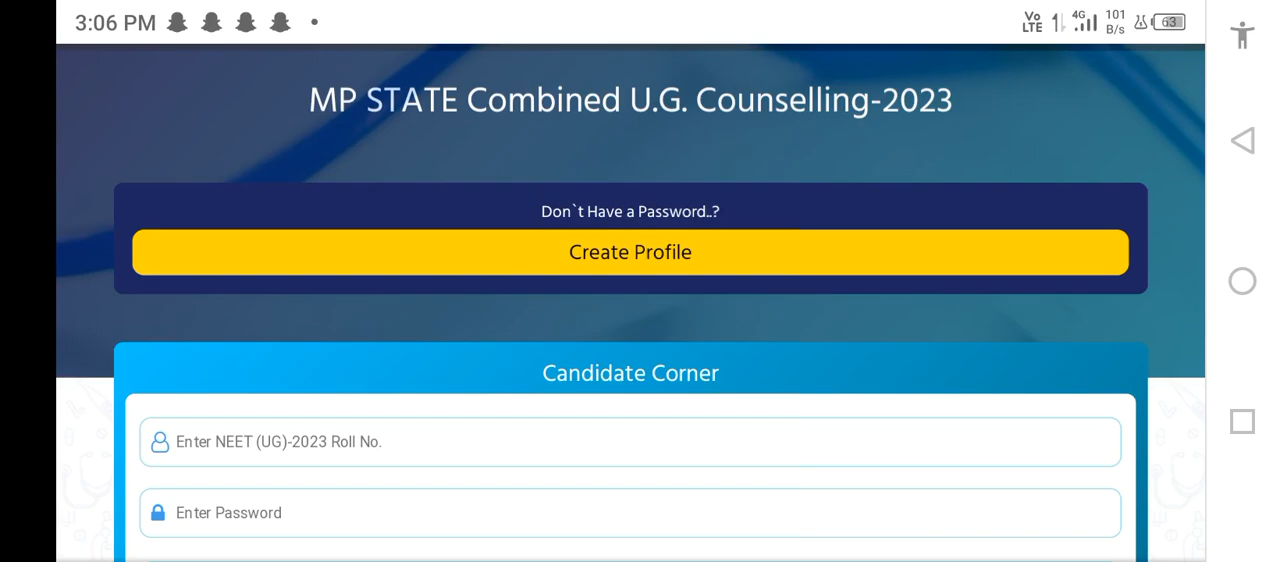 3:06 PM
Vo LTE 4G 101 B/s 63
MP STATE Combined U.G. Counselling-2023
Don`t Have a Password..?
Create Profile
Candidate Corner
Enter NEET (UG)-2023 Roll No.
Enter Password